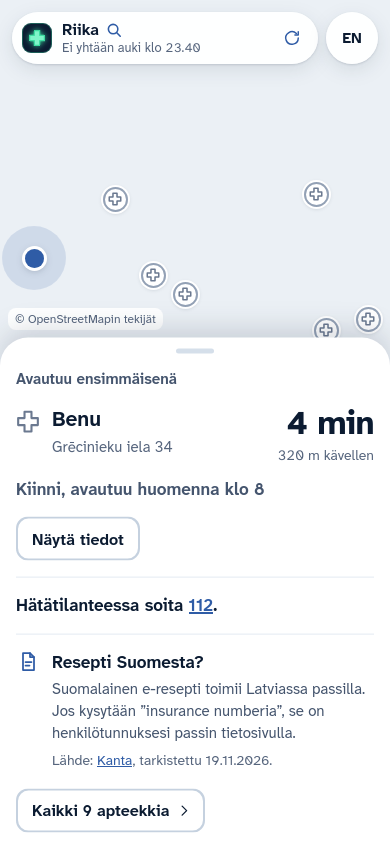 Riika
Ei yhtään auki klo 23.40
EN
© OpenStreetMapin tekijät
Avautuu ensimmäisenä
Benu
4 min
Grēcinieku iela 34
320 m kävellen
Kiinni, avautuu huomenna klo 8
Näytä tiedot
Hätätilanteessa soita 112.
Resepti Suomesta?
Suomalainen e-resepti toimii Latviassa passilla.
Jos kysytään ”insurance numberia”, se on
henkilötunnuksesi passin tietosivulla.
Lähde: Kanta, tarkistettu 19.11.2026.
Kaikki 9 apteekkia